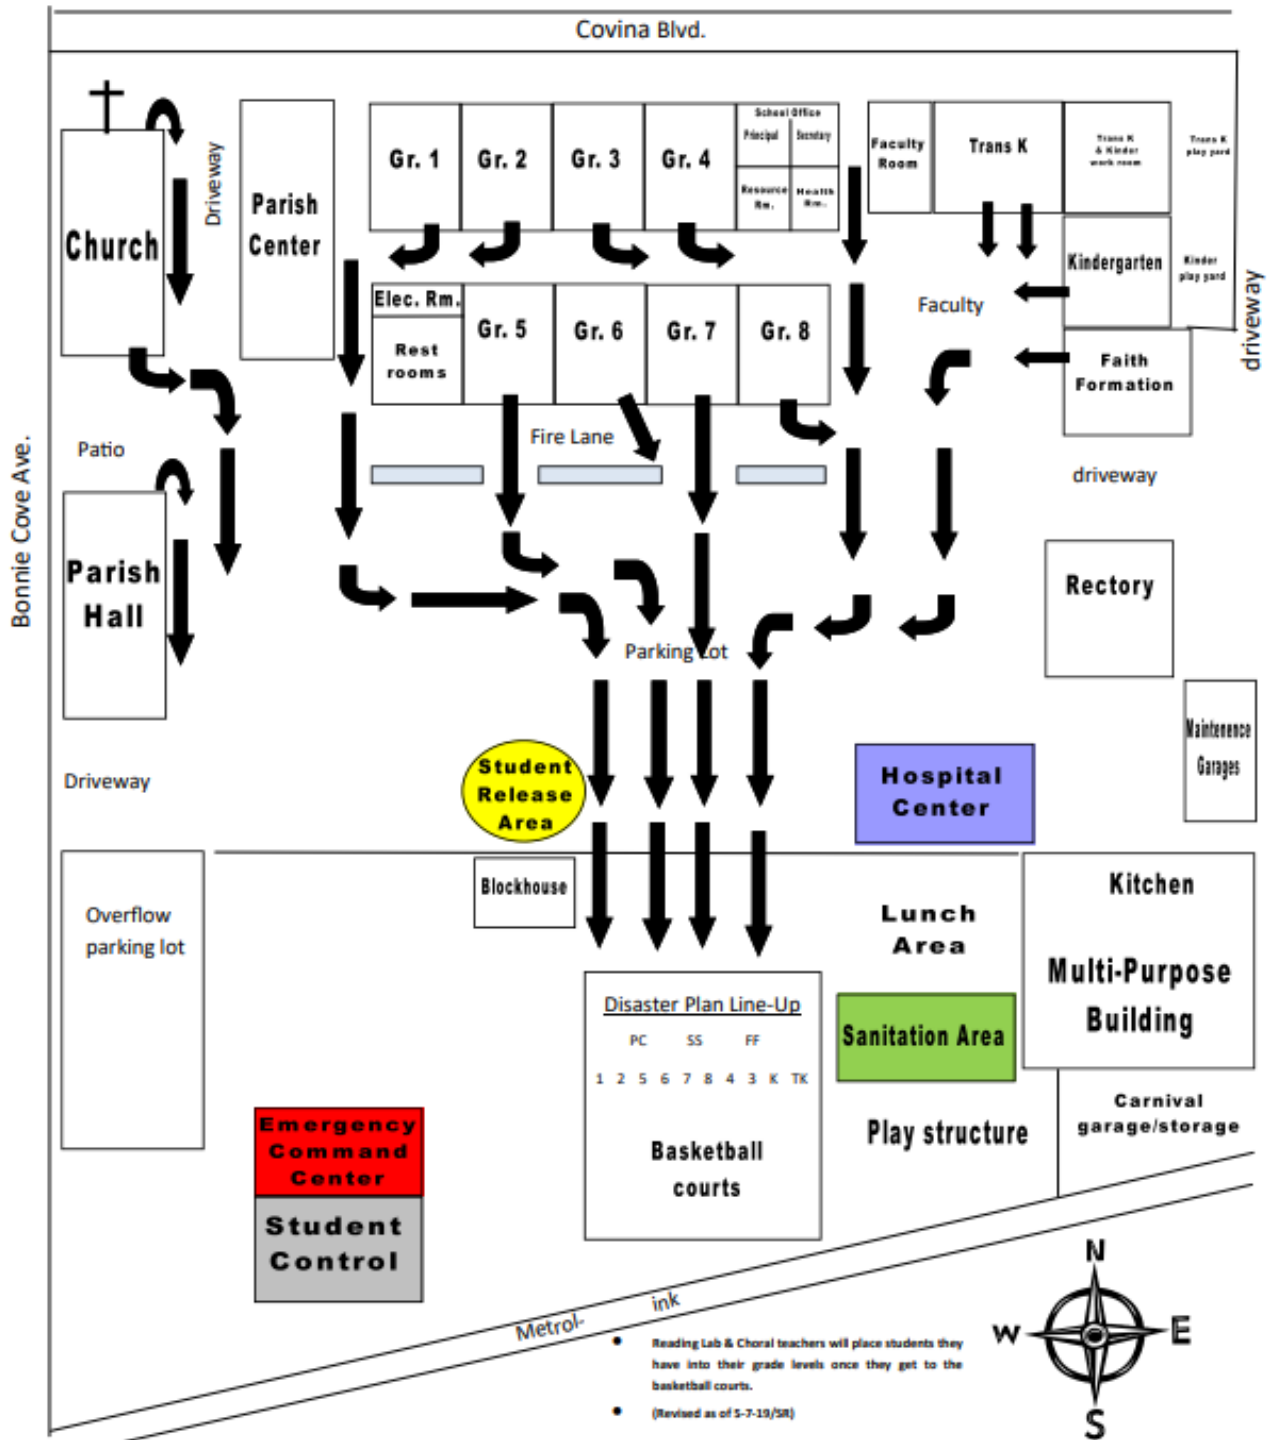 Covina Blvd.
Bonnie Cove Ave.
Church
Driveway
Parish
Center
Gr. 1
Gr. 2
Gr. 3
Gr. 4
School Office
Principal
Secretary
Resource
Rm.
Health
Rm..
Faculty
Room
Trans K
Trans K
& Kinder
work room
Trans K
play yard
Kindergarten
Kinder
play yard
driveway
Elec. Rm.
Rest
rooms
Gr. 5
Gr. 6
Gr. 7
Gr. 8
Faculty
Faith
Formation
Fire Lane
Patio
driveway
Parish
Hall
Rectory
Parking Lot
Maintenence
Garages
Driveway
Student
Release
Area
Hospital
Center
Blockhouse
Overflow
parking lot
Lunch
Area
Kitchen
Multi-Purpose
Building
Disaster Plan Line-Up
PC SS FF
1 2 5 6 7 8 4 3 K TK
Basketball
courts
Sanitation Area
Play structure
Carnival
garage/storage
Emergency
Command
Center
Student
Control
Metrol-
ink
N
W E
S
• Reading Lab & Choral teachers will place students they
have into their grade levels once they get to the
basketball courts.
• (Revised as of 5-7-19/SR)